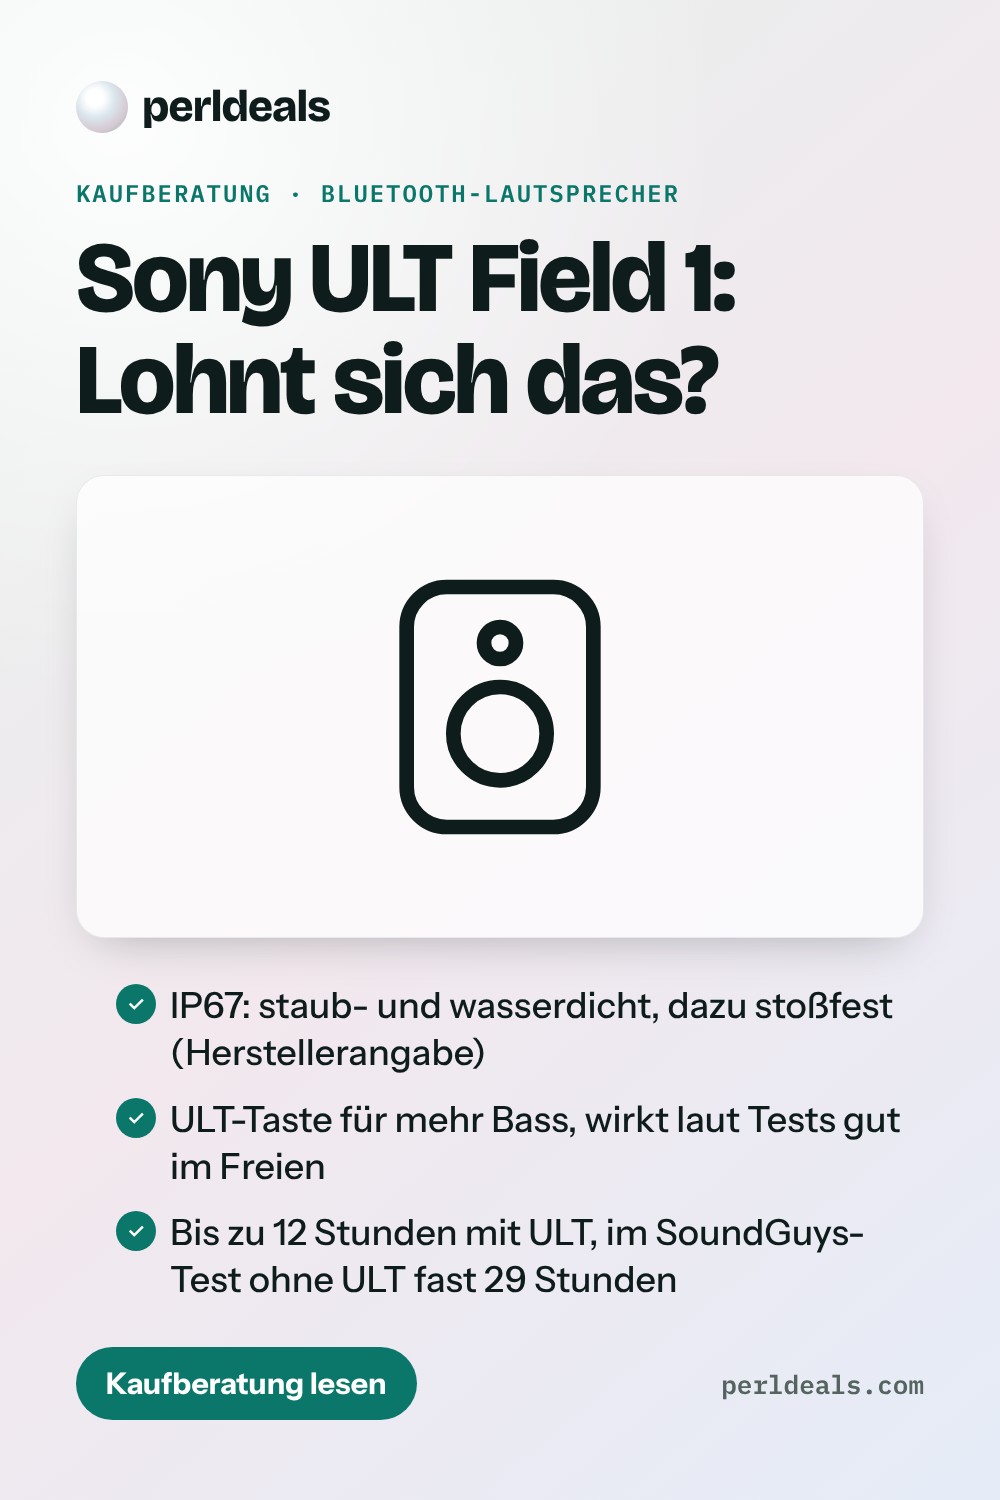 perldeals
KAUFBERATUNG · BLUETOOTH-LAUTSPRECHER
Sony ULT Field 1:
Lohnt sich das?
IP67: staub- und wasserdicht, dazu stoßfest
(Herstellerangabe)
ULT-Taste für mehr Bass, wirkt laut Tests gut
im Freien
Bis zu 12 Stunden mit ULT, im SoundGuys-
Test ohne ULT fast 29 Stunden
Kaufberatung lesen
perldeals.com